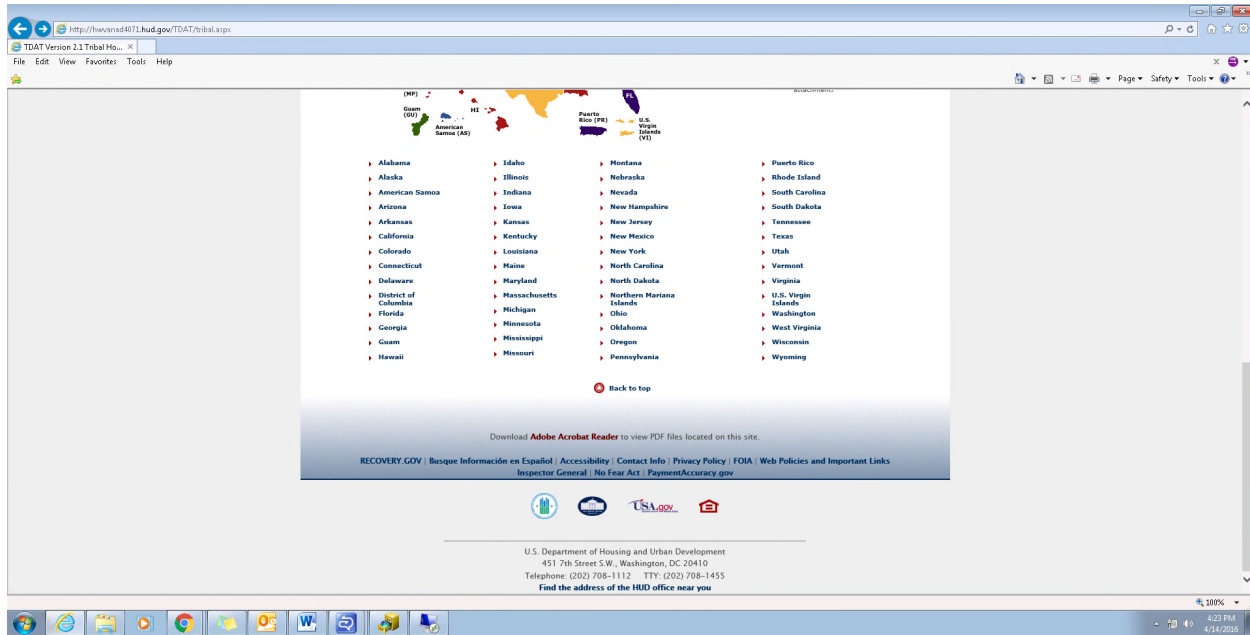 http://hwvanad4071.hud.gov/TDAT/tribal.aspx
TDAT Version 2.1 Tribal Ho...
File Edit View Favorites Tools Help
Page Safety Tools
(MP)
attachment.
FL
Guam
(GU)
HI
American
Samoa (AS)
Puerto
Rico (PR)
U.S.
Virgin
Islands
(VI)
Alabama
Alaska
American Samoa
Arizona
Arkansas
California
Colorado
Connecticut
Delaware
District of
Columbia
Florida
Georgia
Guam
Hawaii
Idaho
Illinois
Indiana
Iowa
Kansas
Kentucky
Louisiana
Maine
Maryland
Massachusetts
Michigan
Minnesota
Mississippi
Missouri
Montana
Nebraska
Nevada
New Hampshire
New Jersey
New Mexico
New York
North Carolina
North Dakota
Northern Mariana
Islands
Ohio
Oklahoma
Oregon
Pennsylvania
Puerto Rico
Rhode Island
South Carolina
South Dakota
Tennessee
Texas
Utah
Vermont
Virginia
U.S. Virgin
Islands
Washington
West Virginia
Wisconsin
Wyoming
Back to top
Download Adobe Acrobat Reader to view PDF files located on this site.
RECOVERY.GOV | Busque Información en Español | Accessibility | Contact Info | Privacy Policy | FOIA | Web Policies and Important Links
Inspector General | No Fear Act | PaymentAccuracy.gov
USA.gov
U.S. Department of Housing and Urban Development
451 7th Street S.W., Washington, DC 20410
Telephone: (202) 708-1112 TTY: (202) 708-1455
Find the address of the HUD office near you
100%
4:23 PM
4/14/2016